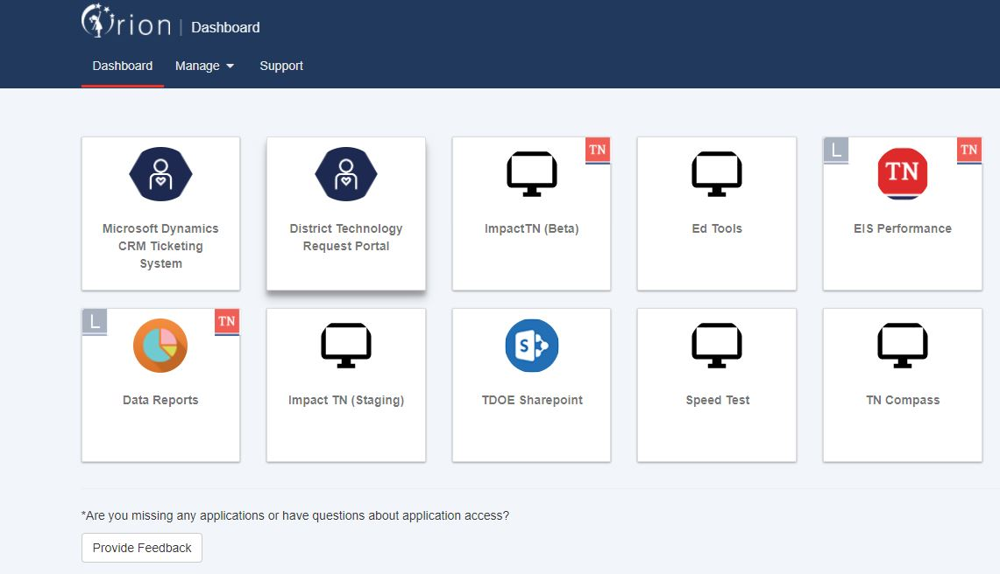 Orion | Dashboard
Dashboard Manage Support
TN
L TN
TN
Microsoft Dynamics
CRM Ticketing
System
District Technology
Request Portal
ImpactTN (Beta)
Ed Tools
EIS Performance
L TN
S
Data Reports
Impact TN (Staging)
TDOE Sharepoint
Speed Test
TN Compass
*Are you missing any applications or have questions about application access?
Provide Feedback